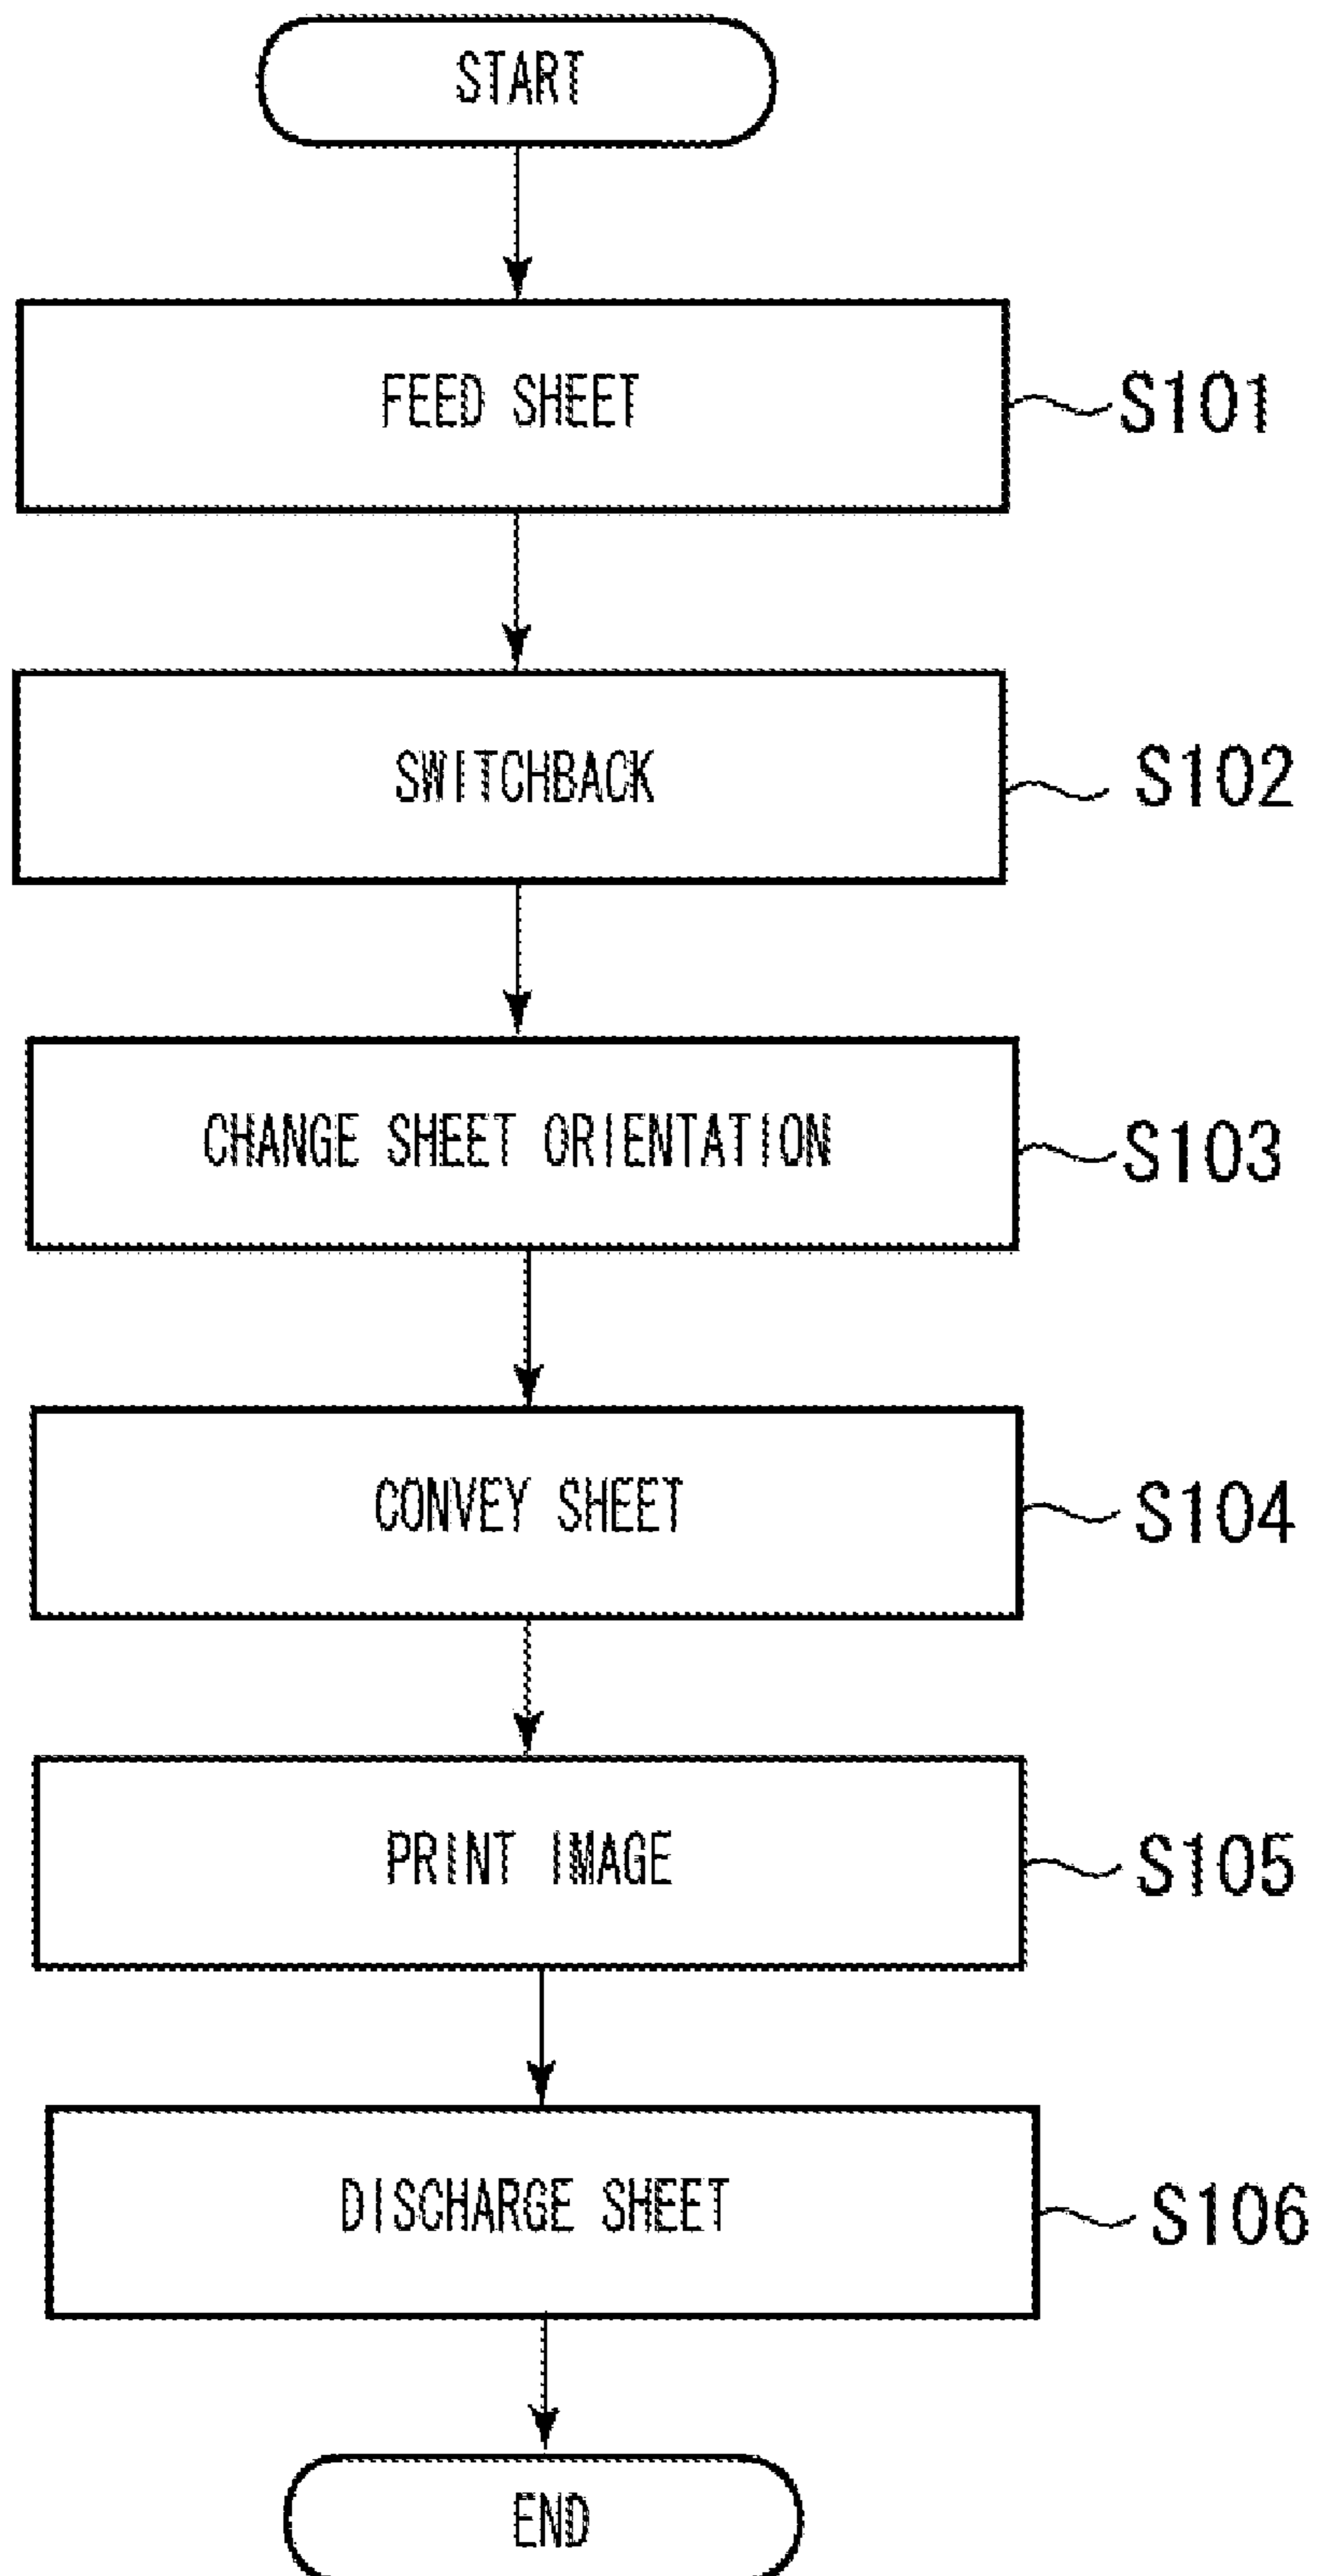 START
FEED SHEET
S101
SWITCHBACK
S102
CHANGE SHEET ORIENTATION
S103
CONVEY SHEET
S104
PRINT IMAGE
S105
DISCHARGE SHEET
S106
END